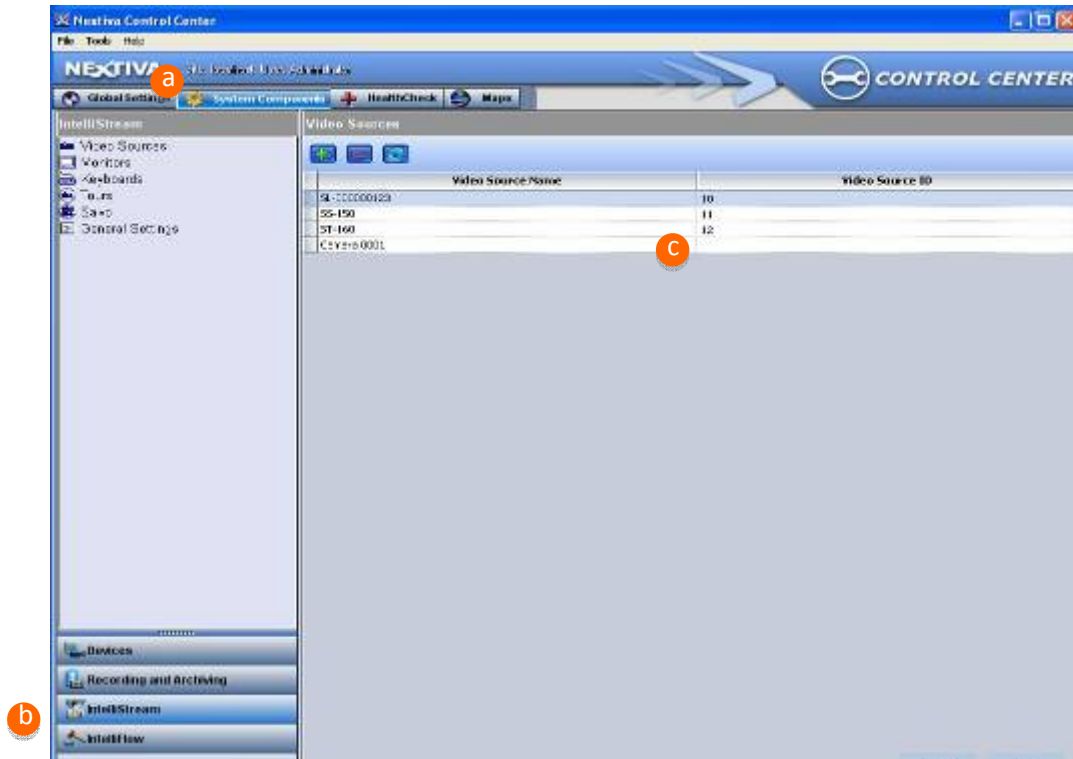 Nextiva Control Center
File Tools Help
NEXTIVA
a
CONTROL CENTER
Global Settings System Components HealthCheck Maps
IntelliStream
Video Sources
Video Sources
Monitors
Keyboards
Tours
Salvo
General Settings
Video Source Name Video Source ID
10
SS-150 11
ST-160 12
Camera 0001
c
Devices
Recording and Archiving
b
IntelliStream
Intelliflow